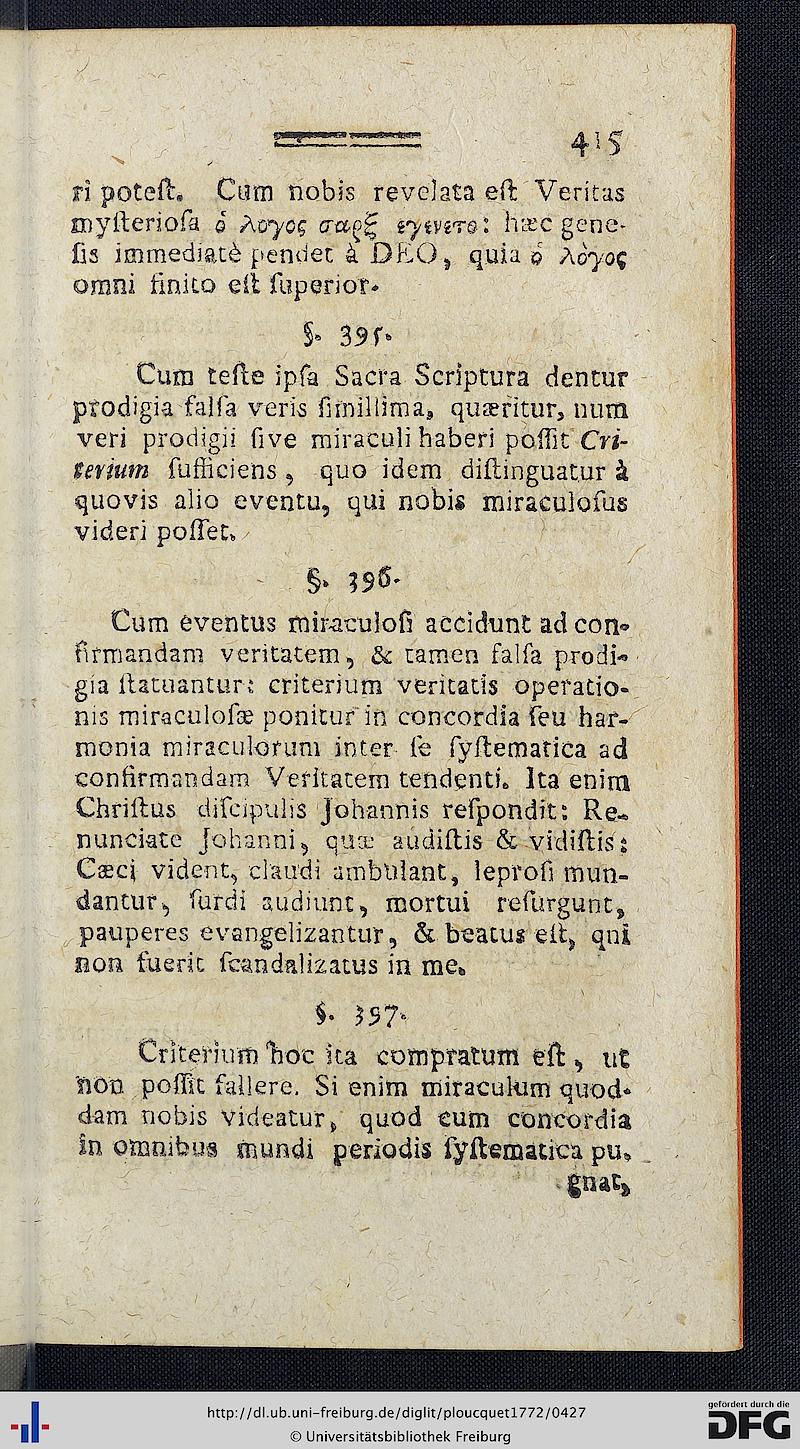 415
ri poteſt. Cum nobis revelata eſt Veritas
myſterioſa ὁ λογος σαρξ εγενετο: hæc gene-
ſis immediatè pendet à DEO, quia ὁ λόγος
omni finito eſt ſuperior.
§. 395.
Cum teſte ipſa Sacra Scriptura dentur
prodigia falſa veris ſimillima, quæritur, num
veri prodigii ſive miraculi haberi poſſit Cri-
terium ſufficiens, quo idem diſtinguatur à
quovis alio eventu, qui nobis miraculoſus
videri poſſet.
§. 396.
Cum eventus miraculoſi accidunt ad con-
firmandam veritatem, & tamen falſa prodi-
gia ſtatuantur: criterium veritatis operatio-
nis miraculoſæ ponitur in concordia ſeu har-
monia miraculorum inter ſe ſyſtematica ad
confirmandam Veritatem tendenti. Ita enim
Chriſtus diſcipulis Johannis reſpondit: Re-
nunciate Johanni, quæ audiſtis & vidiſtis:
Cæci vident, claudi ambulant, leproſi mun-
dantur, ſurdi audiunt, mortui reſurgunt,
pauperes evangelizantur, & beatus eſt, qui
non fuerit ſcandalizatus in me.
§. 397.
Criterium hoc ita compratum eſt, ut
non poſſit fallere. Si enim miraculum quod-
dam nobis videatur, quod cum concordia
in omnibus mundi periodis ſyſtematica pu-
gnat,
http://dl.ub.uni-freiburg.de/diglit/ploucquet1772/0427
© Universitätsbibliothek Freiburg
gefördert durch die
DFG